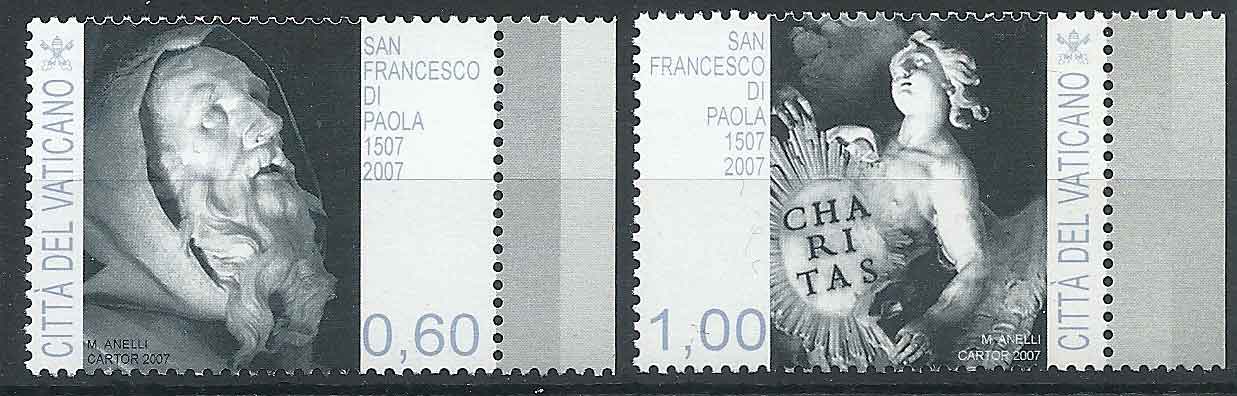 CITTÀ DEL VATICANO
SAN
FRANCESCO
DI
PAOLA
1507
2007
0,60
M. ANELLI
CARTOR 2007
SAN
FRANCESCO
DI
PAOLA
1507
2007
1,00
CHA
RI
TAS
M. ANELLI
CARTOR 2007
CITTÀ DEL VATICANO